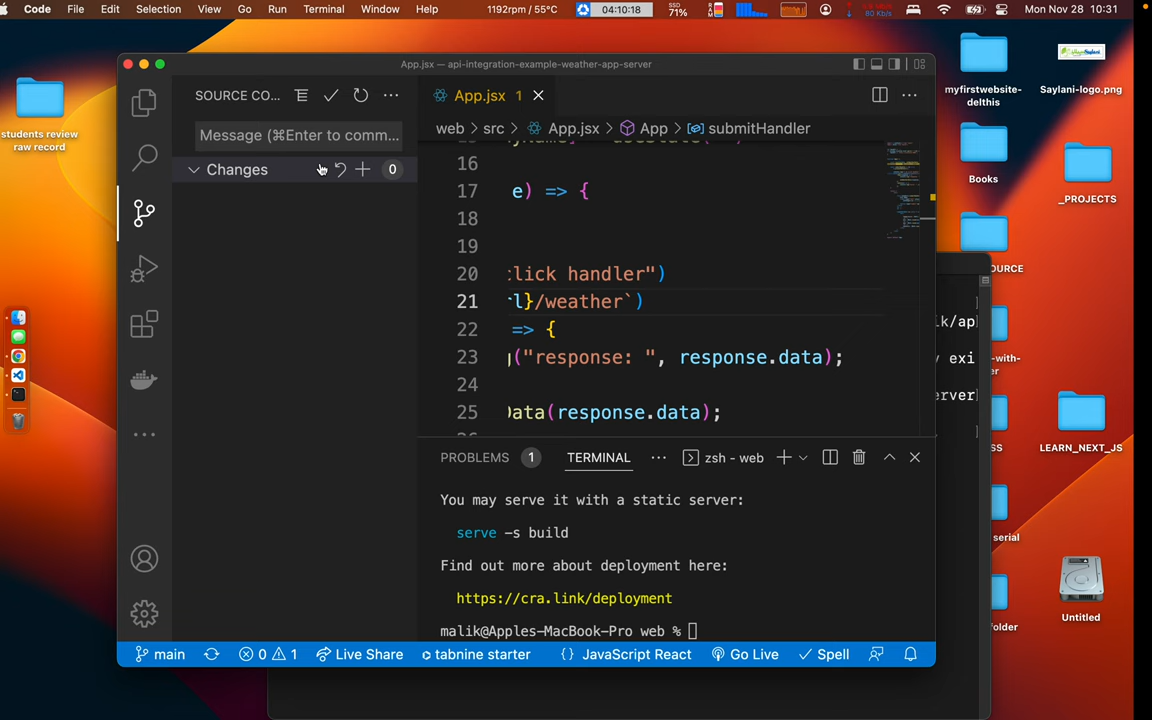 Code File Edit Selection View Go Run Terminal Window Help 1192rpm / 55°C 04:10:18 SSD 71% Mon Nov 28 10:31
students review
raw record
myfirstwebsite-
delthis
Saylani-logo.png
Books
_PROJECTS
OURCE
LEARN_NEXT_JS
serial
folder
Untitled
App.jsx — api-integration-example-weather-app-server
SOURCE CO...
Message (⌘Enter to comm...
Changes 0
App.jsx 1
web > src > App.jsx > App > submitHandler
16
17 e) => {
18
19
20 :lick handler")
21 rl}/weather`)
22 => {
23 g("response: ", response.data);
24
25 Data(response.data);
PROBLEMS 1 TERMINAL ... zsh - web
You may serve it with a static server:
serve -s build
Find out more about deployment here:
https://cra.link/deployment
malik@Apples-MacBook-Pro web %
main 0 1 Live Share tabnine starter {} JavaScript React Go Live Spell